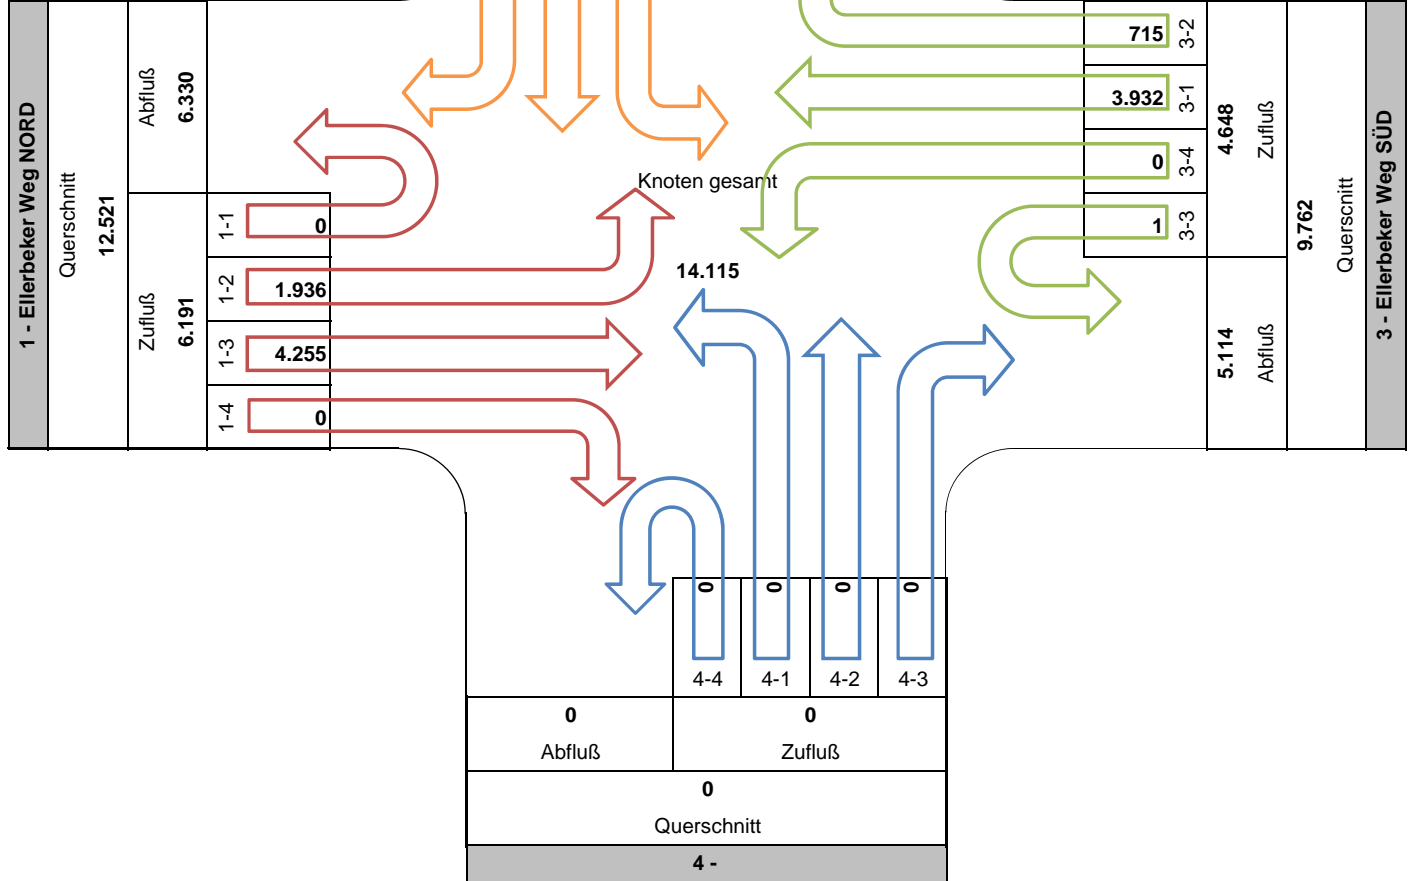 1 - Ellerbeker Weg NORD
Querschnitt
12.521
Abfluß
6.330
Zufluß
6.191
1-1
0
1-2
1.936
1-3
4.255
1-4
0
Knoten gesamt
14.115
715
3-2
3.932
3-1
0
3-4
1
3-3
4.648
Zufluß
5.114
Abfluß
9.762
Querscnitt
3 - Ellerbeker Weg SÜD
0
0
0
0
4-4
4-1
4-2
4-3
0
0
Abfluß
Zufluß
0
Querschnitt
4 -